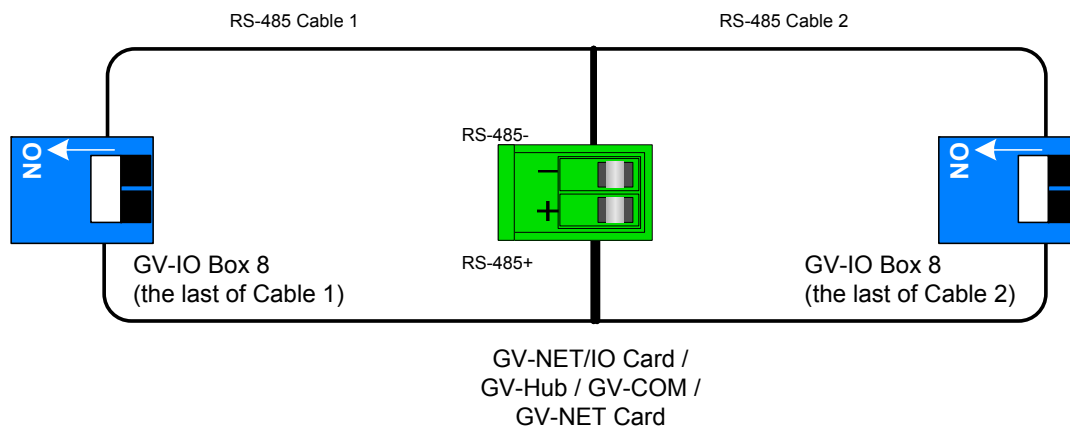 RS-485 Cable 1
RS-485 Cable 2
RS-485-
ON
ON
−
+
RS-485+
GV-IO Box 8
(the last of Cable 1)
GV-IO Box 8
(the last of Cable 2)
GV-NET/IO Card /
GV-Hub / GV-COM /
GV-NET Card